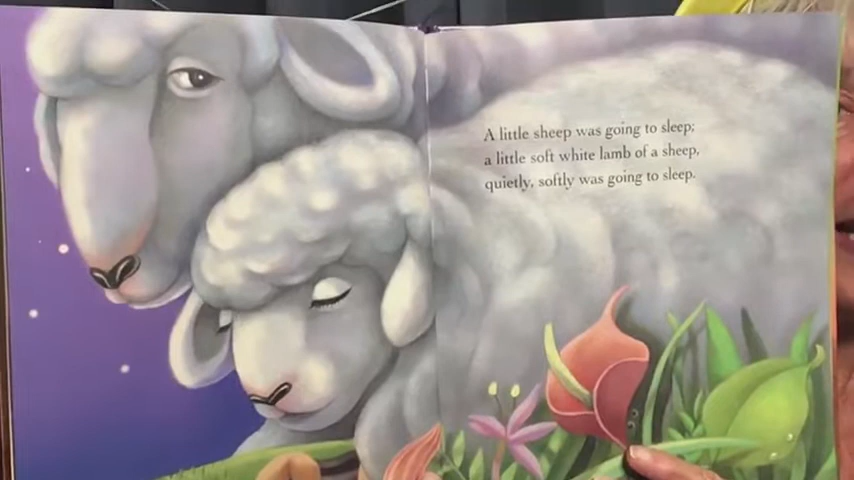 A little sheep was going to sleep;
a little soft white lamb of a sheep,
quietly, softly was going to sleep.